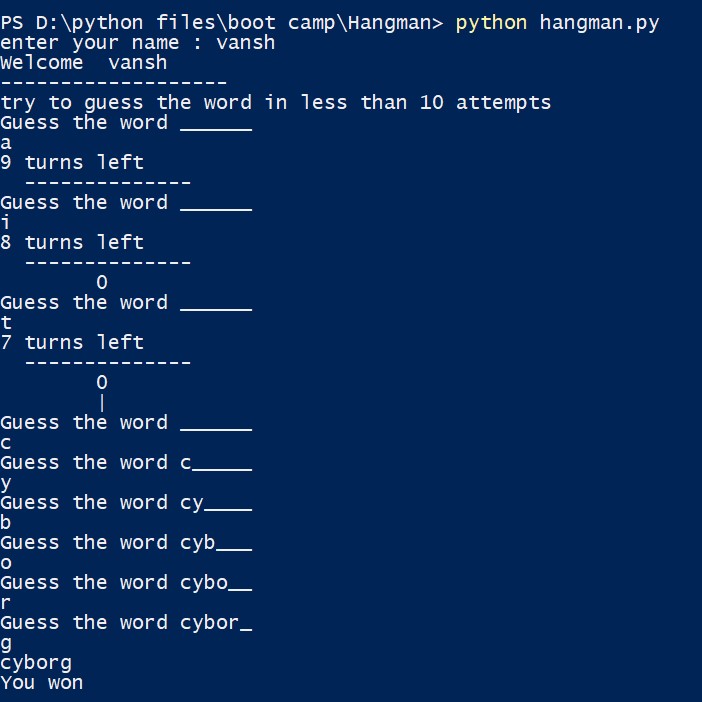 PS D:\python files\boot camp\Hangman> python hangman.py
enter your name : vansh
Welcome  vansh
-------------------
try to guess the word in less than 10 attempts
Guess the word ______
a
9 turns left
  --------------
Guess the word ______
i
8 turns left
  --------------
        O
Guess the word ______
t
7 turns left
  --------------
        O
        |
Guess the word ______
c
Guess the word c_____
y
Guess the word cy____
b
Guess the word cyb___
o
Guess the word cybo__
r
Guess the word cybor_
g
cyborg
You won